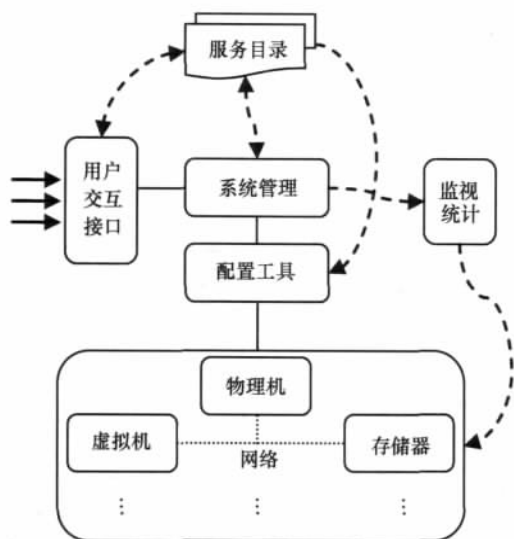 服务目录
用户
交互
接口
系统管理
监视
统计
配置工具
物理机
虚拟机
存储器
网络